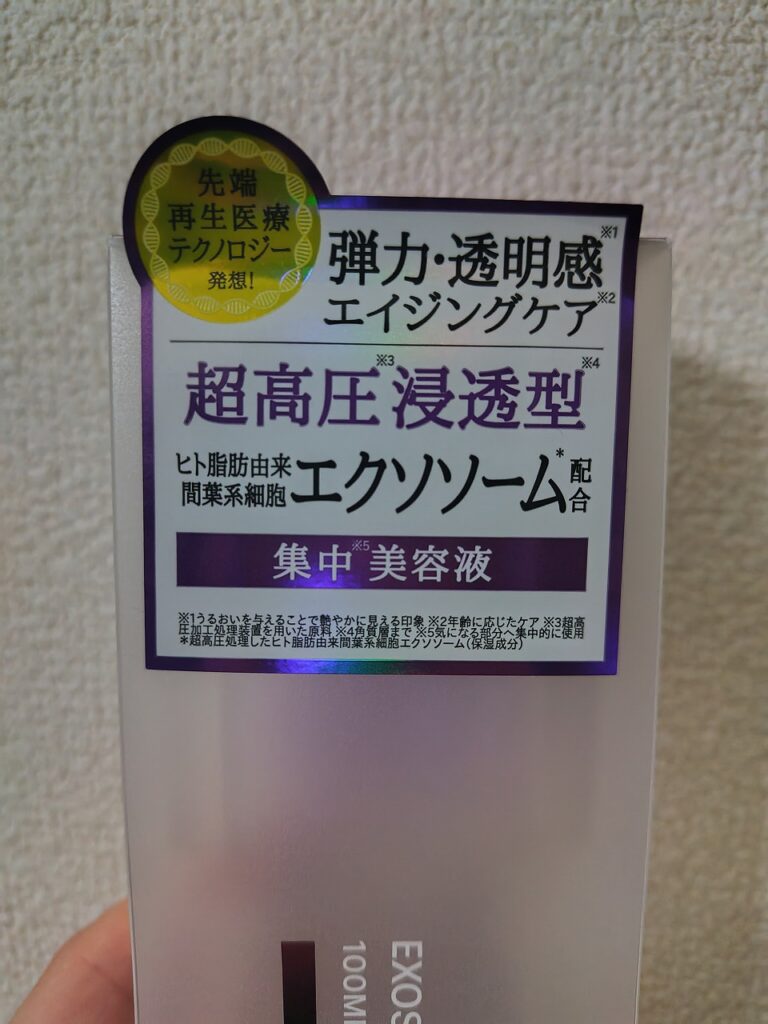 先端
再生医療
テクノロジー
発想!
弾力・透明感※1
エイジングケア※2
超高圧※3浸透型※4
ヒト脂肪由来
間葉系細胞
エクソソーム*
配合
集中※5美容液
※1うるおいを与えることで艶やかに見える印象 ※2年齢に応じたケア ※3超高
圧加工処理装置を用いた原料 ※4角質層まで ※5気になる部分へ集中的に使用
*超高圧処理したヒト脂肪由来間葉系細胞エクソソーム(保湿成分)
EXOS
100MI